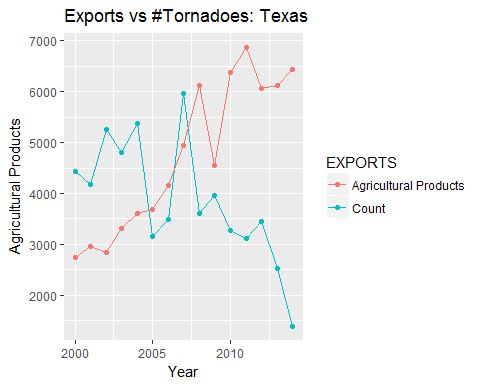 Exports vs #Tornadoes: Texas
7000
6000
5000
4000
3000
2000
Agricultural Products
2000 2005 2010
Year
EXPORTS
Agricultural Products
Count